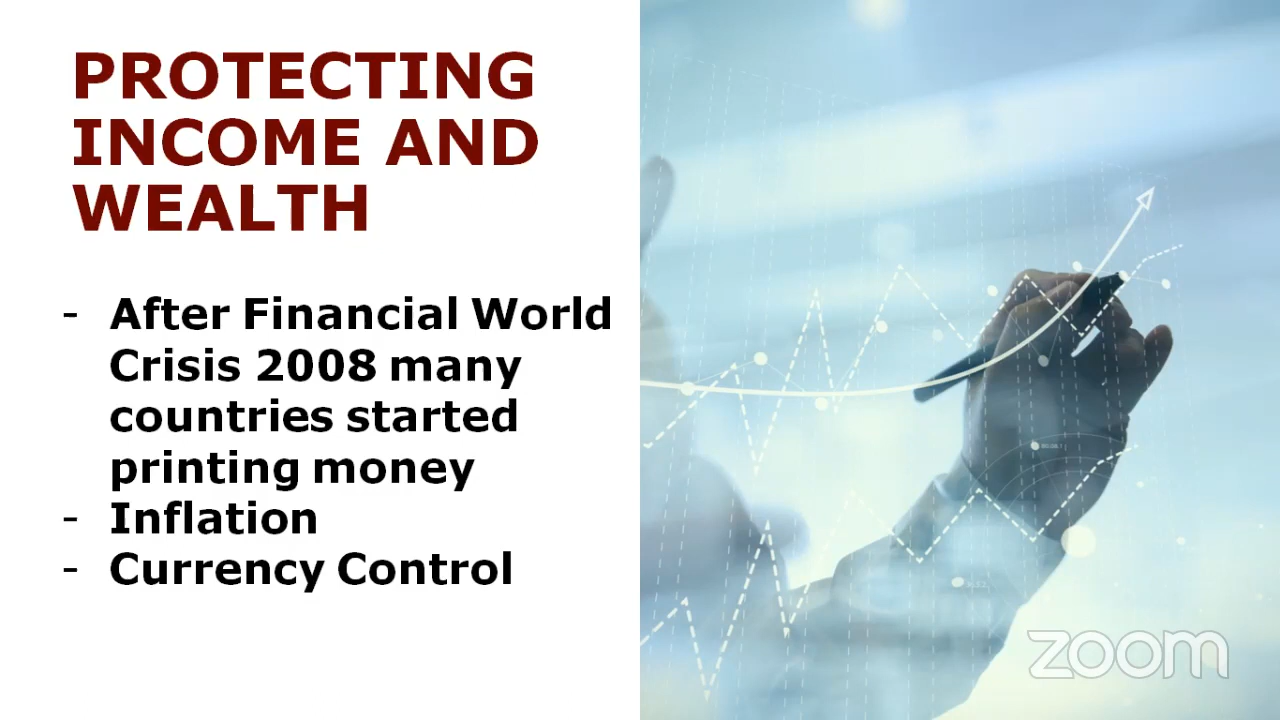 PROTECTING
INCOME AND
WEALTH
- After Financial World
Crisis 2008 many
countries started
printing money
- Inflation
- Currency Control
zoom